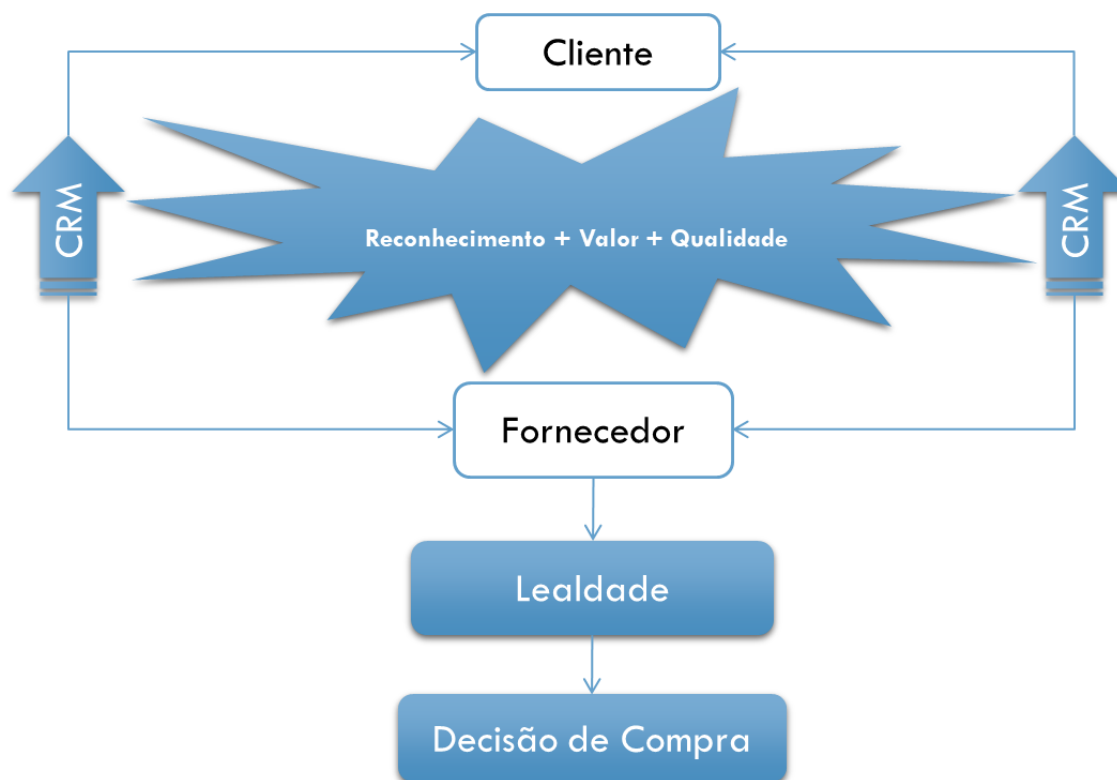 Cliente
CRM
CRM
Reconhecimento + Valor + Qualidade
Fornecedor
Lealdade
Decisão de Compra